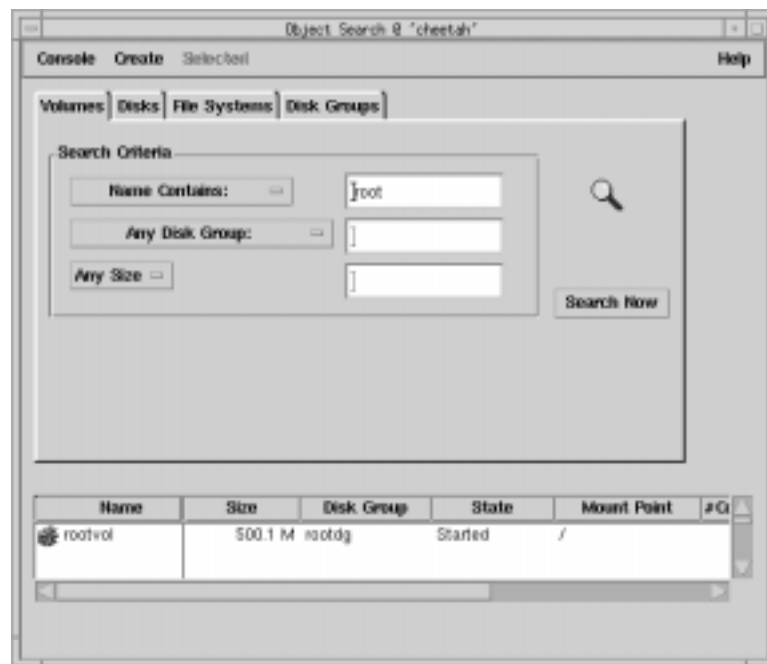 Object Search @ 'cheetah'
Console Create Selected Help
Volumes Disks File Systems Disk Groups
Search Criteria
Name Contains: root
Any Disk Group:
Any Size
Search Now
Name Size Disk Group State Mount Point
rootvol 500.1 M rootdg Started /